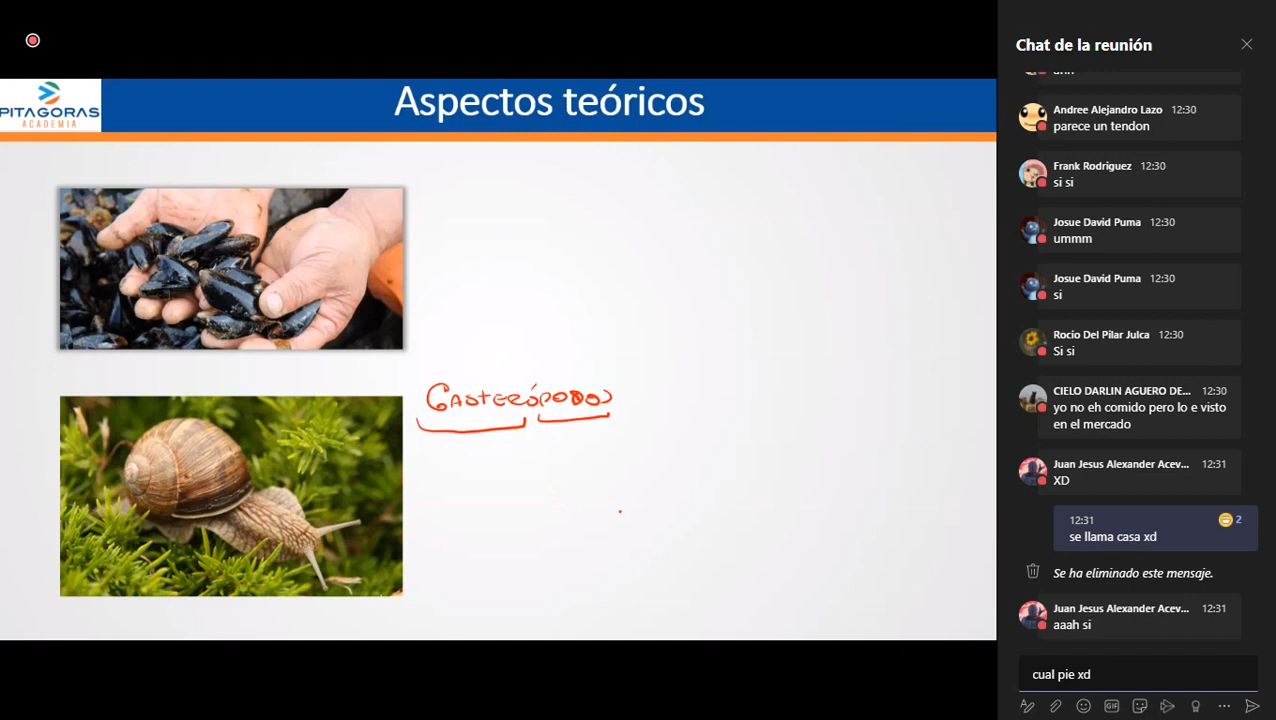 PITAGORAS
ACADEMIA
Aspectos teóricos
GASTERÓPODOS
Chat de la reunión
Andree Alejandro Lazo 12:30
parece un tendon
Frank Rodriguez 12:30
si si
Josue David Puma 12:30
ummm
Josue David Puma 12:30
si
Rocio Del Pilar Julca 12:30
Si si
CIELO DARLIN AGUERO DE... 12:30
yo no eh comido pero lo e visto
en el mercado
Juan Jesus Alexander Acev... 12:31
XD
12:31 2
se llama casa xd
Se ha eliminado este mensaje.
Juan Jesus Alexander Acev... 12:31
aaah si
cual pie xd
GIF